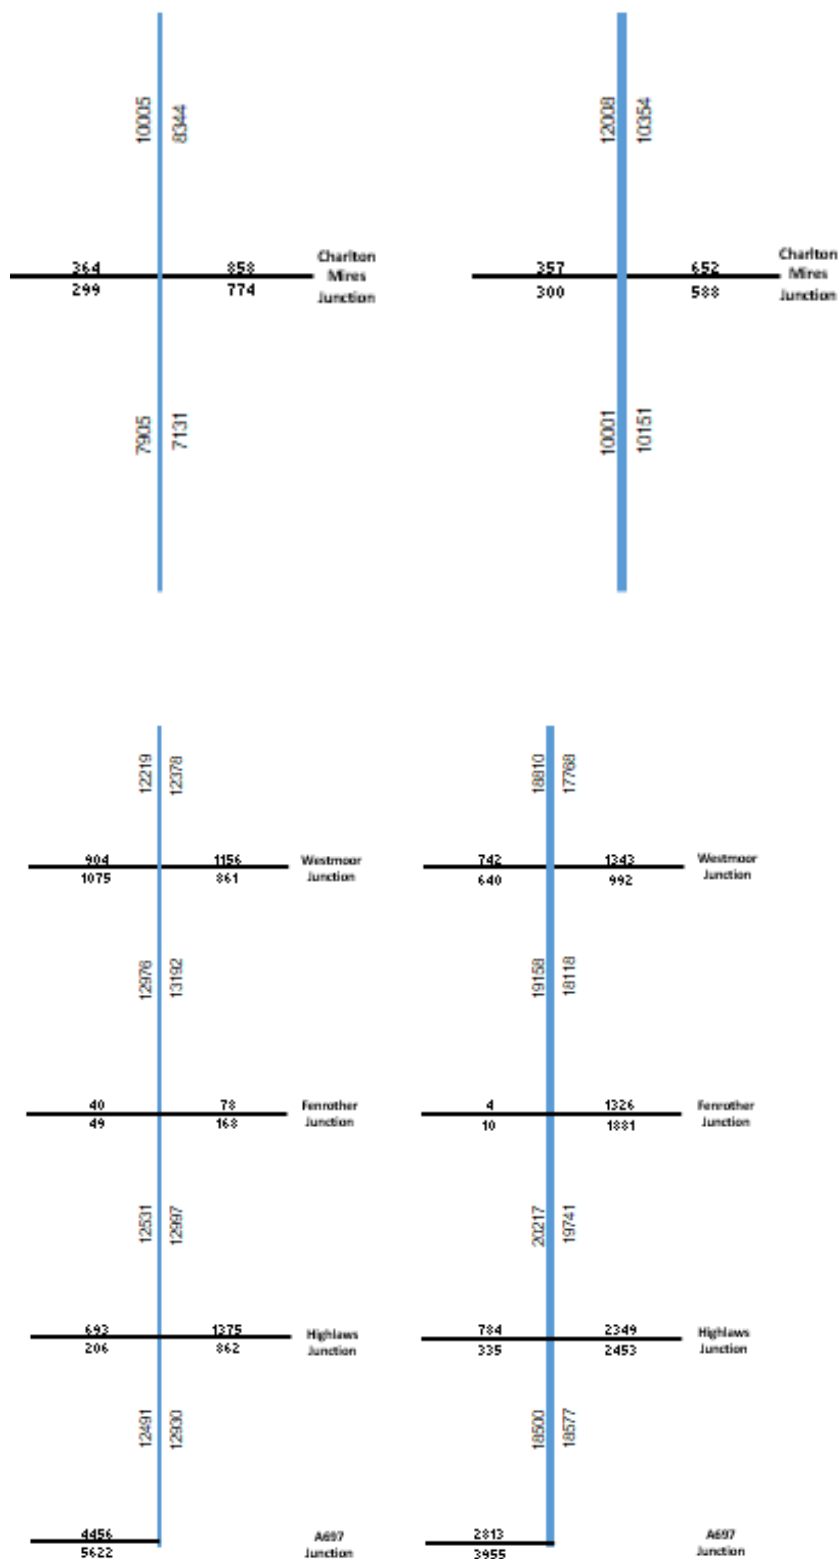 10005 8344 12008 10354
364 858 Charlton 357 652 Charlton
Mires Mires
299 774 Junction 300 588 Junction
7905 7131 10001 10151
12219 12378 18810 17768
904 1156 Westmoor 742 1343 Westmoor
1075 861 Junction 640 992 Junction
12976 13192 19158 18118
40 78 Fenrother 4 1326 Fenrother
49 168 Junction 10 1881 Junction
12531 12997 20217 19741
693 1375 Highlaws 784 2349 Highlaws
206 862 Junction 335 2453 Junction
12491 12930 18500 18577
4456 A697 2813 A697
5622 Junction 3955 Junction